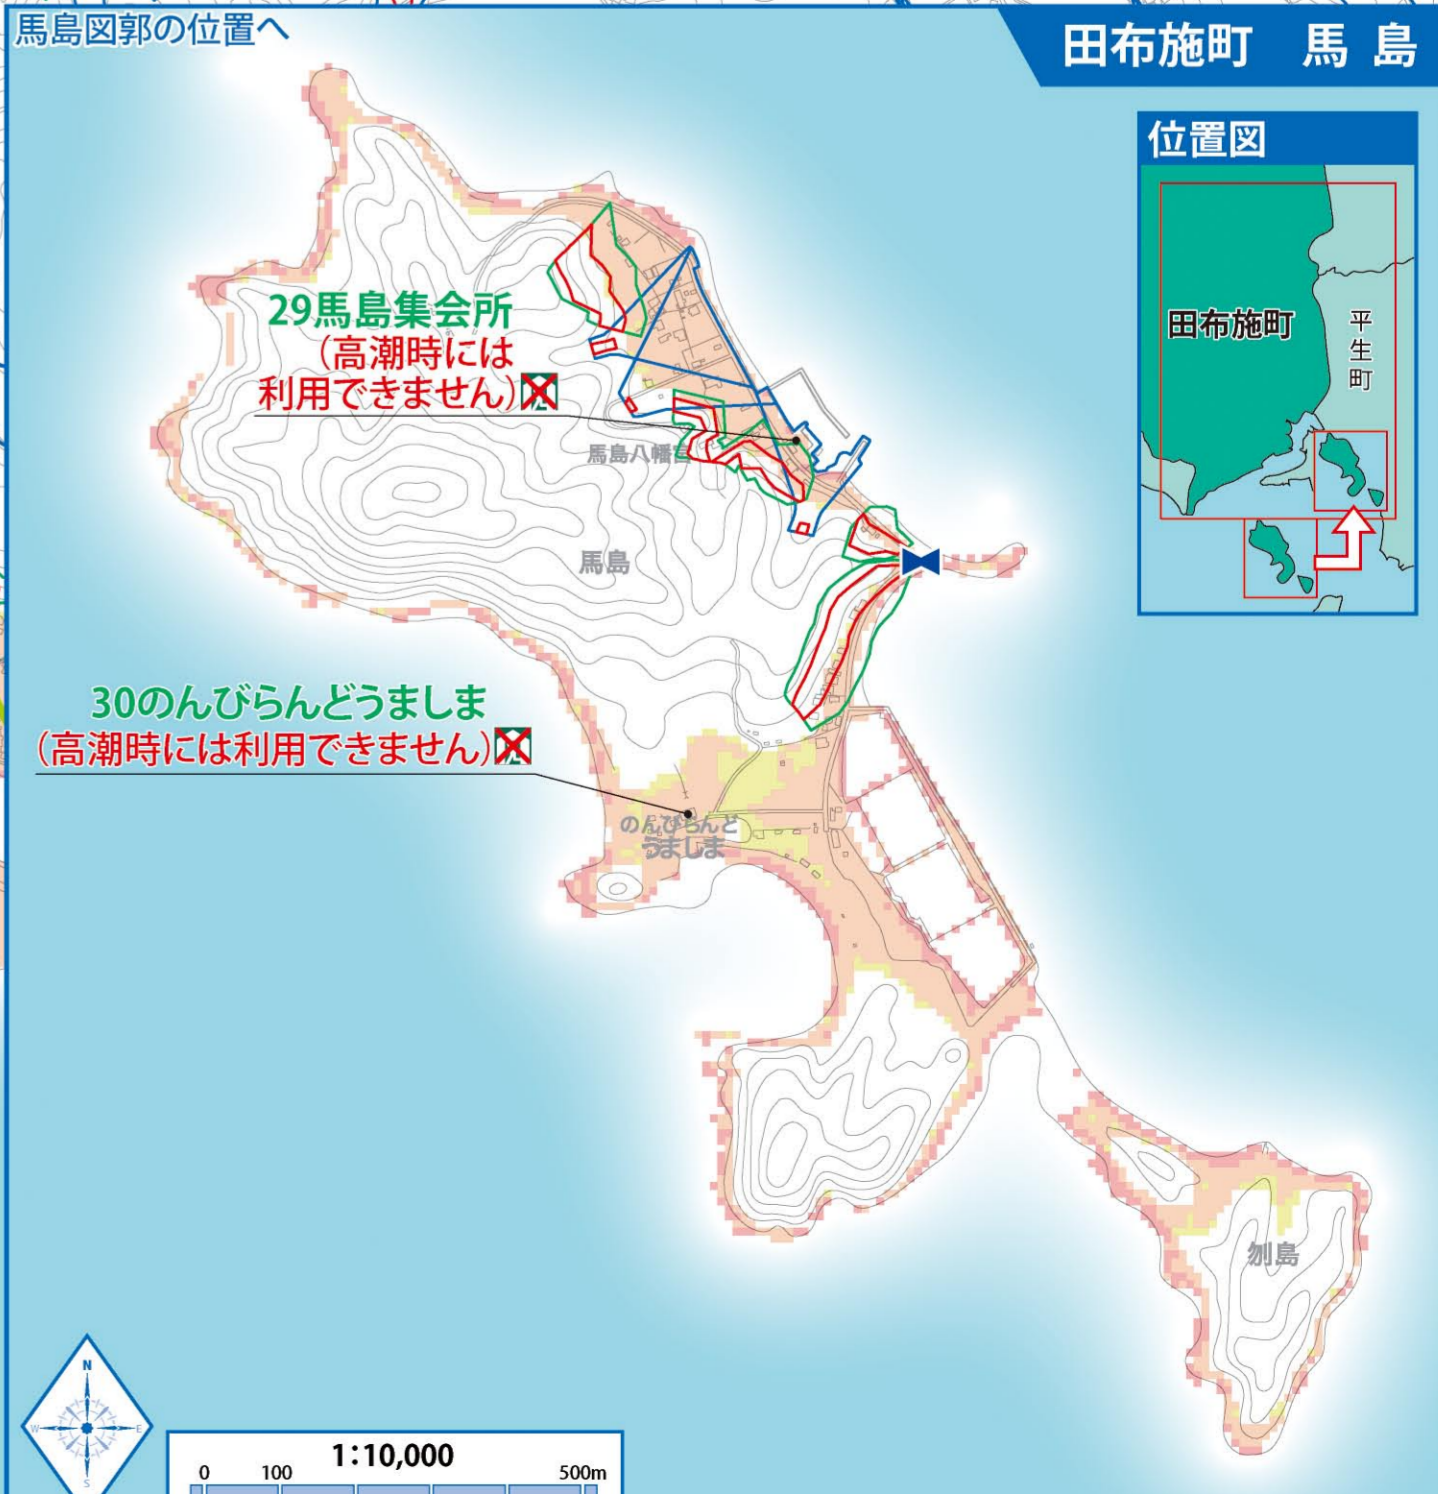 馬島図郭の位置へ
田布施町 馬 島
位置図
田布施町
平生町
29馬島集会所
(高潮時には
利用できません)
馬島八幡宮
馬島
30のんびらんどうましま
(高潮時には利用できません)
のんびらんど
うましま
刎島
N
W
E
S
1:10,000
0 100 500m